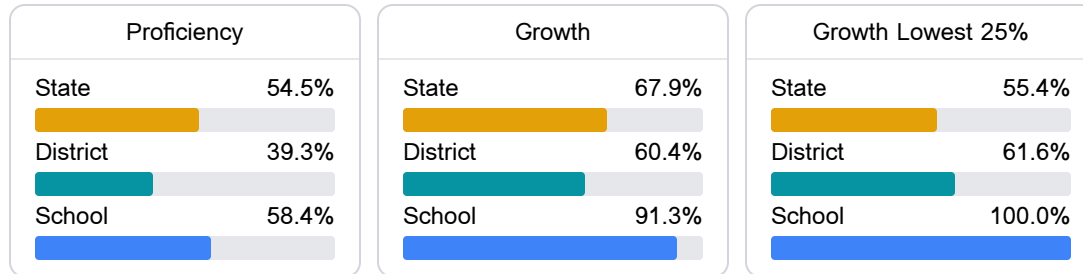 Proficiency
State 54.5%
District 39.3%
School 58.4%
Growth
State 67.9%
District 60.4%
School 91.3%
Growth Lowest 25%
State 55.4%
District 61.6%
School 100.0%